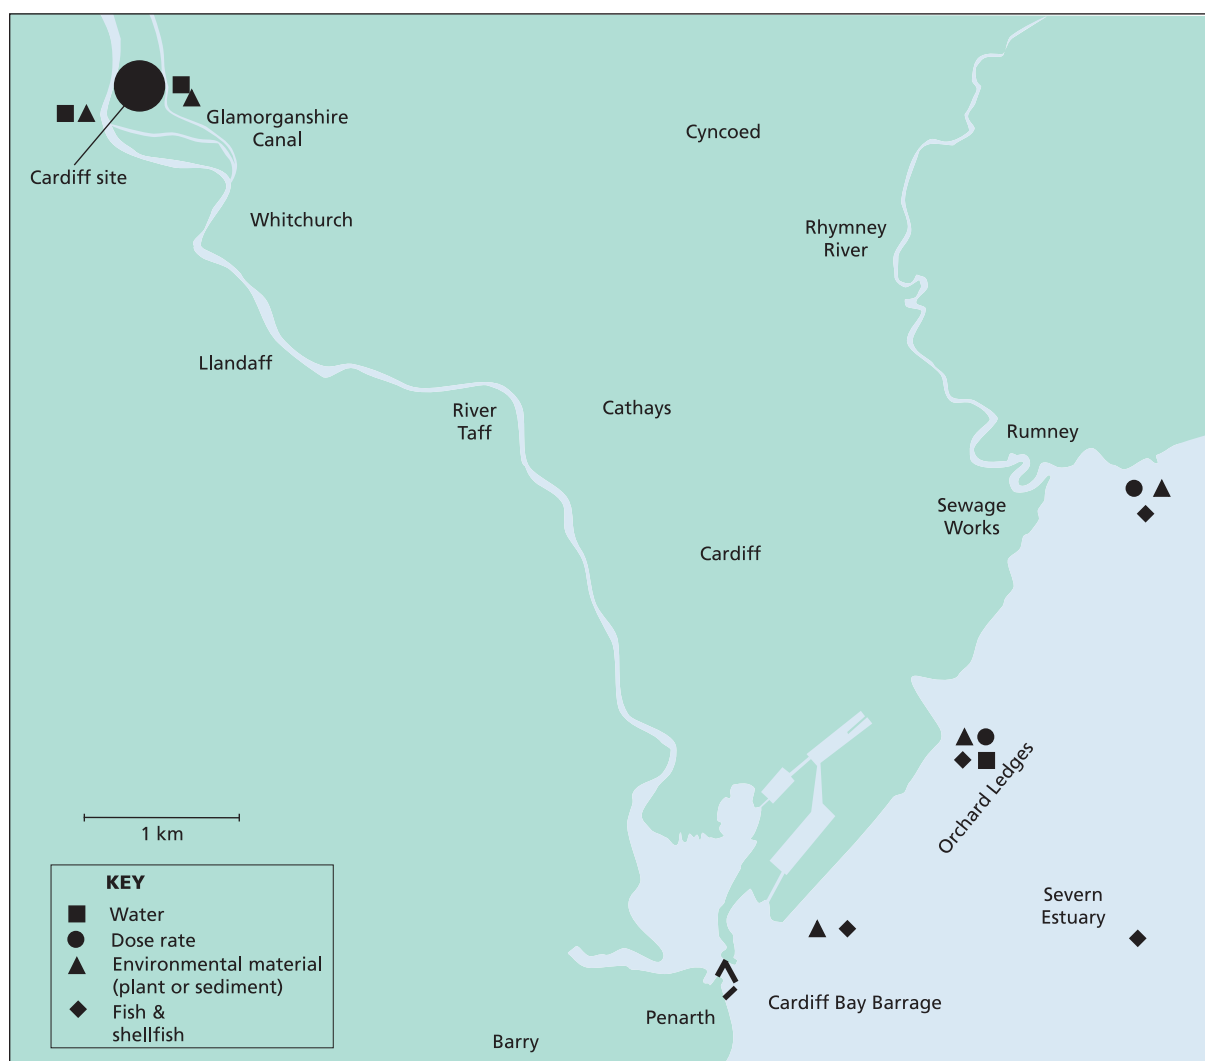 Glamorganshire
Canal
Cyncoed
Cardiff site
Whitchurch
Rhymney
River
Llandaff
River
Taff
Cathays
Rumney
Sewage
Works
Cardiff
Orchard Ledges
1 km
KEY
Water
Dose rate
Environmental material
(plant or sediment)
Fish &
shellfish
Severn
Estuary
Cardiff Bay Barrage
Penarth
Barry